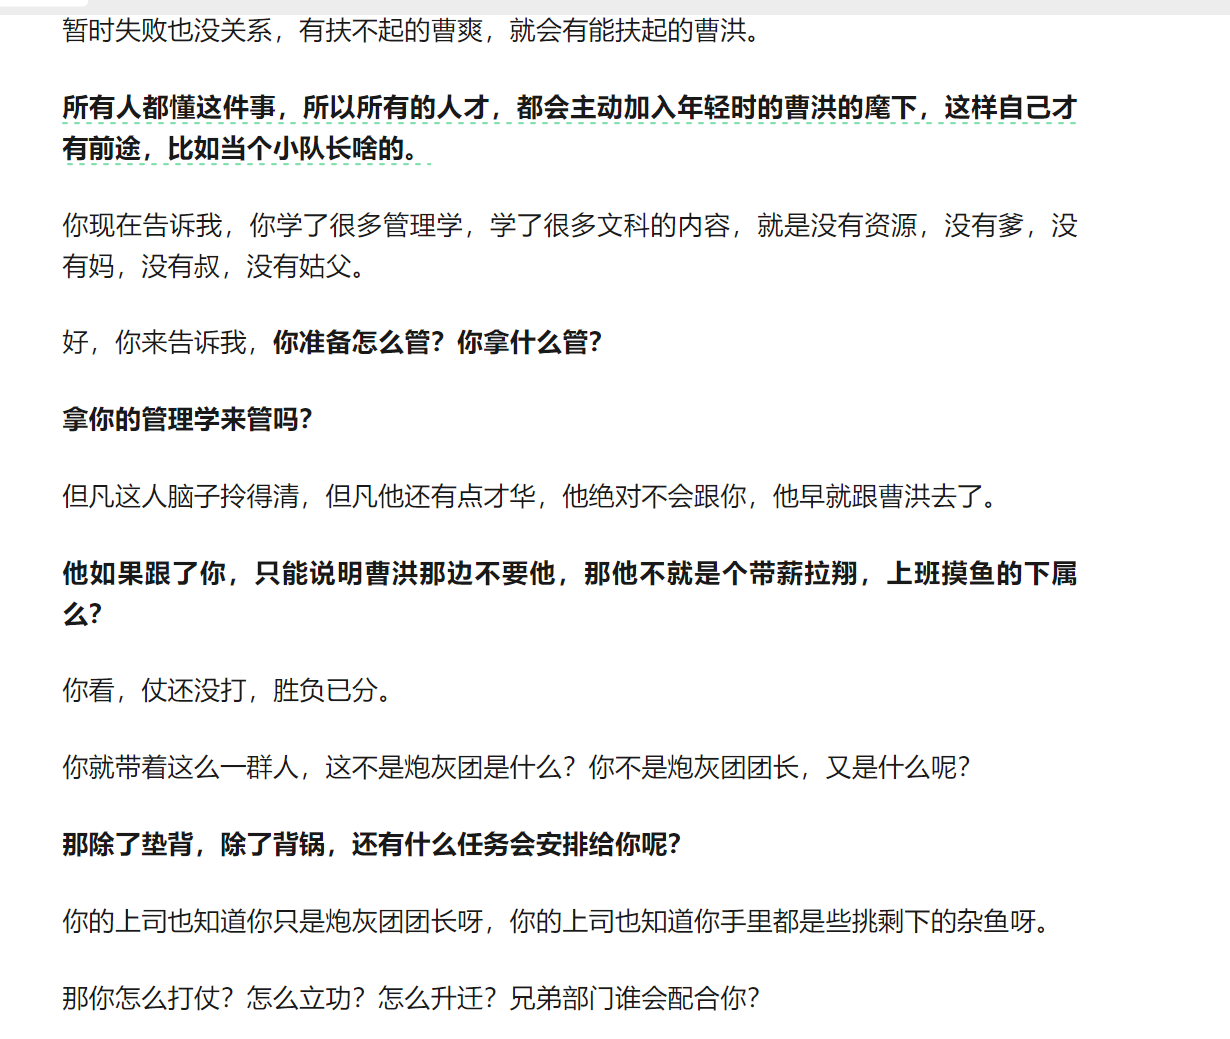 暂时失败也没关系，有扶不起的曹爽，就会有能扶起的曹洪。
所有人都懂这件事，所以所有的人才，都会主动加入年轻时的曹洪的麾下，这样自己才
有前途，比如当个小队长啥的。
你现在告诉我，你学了很多管理学，学了很多文科的内容，就是没有资源，没有爹，没
有妈，没有叔，没有姑父。
好，你来告诉我，你准备怎么管？你拿什么管？
拿你的管理学来管吗？
但凡这人脑子拎得清，但凡他还有点才华，他绝对不会跟你，他早就跟曹洪去了。
他如果跟了你，只能说明曹洪那边不要他，那他不就是个带薪拉翔，上班摸鱼的下属
么？
你看，仗还没打，胜负已分。
你就带着这么一群人，这不是炮灰团是什么？你不是炮灰团团长，又是什么呢？
那除了垫背，除了背锅，还有什么任务会安排给你呢？
你的上司也知道你只是炮灰团团长呀，你的上司也知道你手里都是些挑剩下的杂鱼呀。
那你怎么打仗？怎么立功？怎么升迁？兄弟部门谁会配合你？